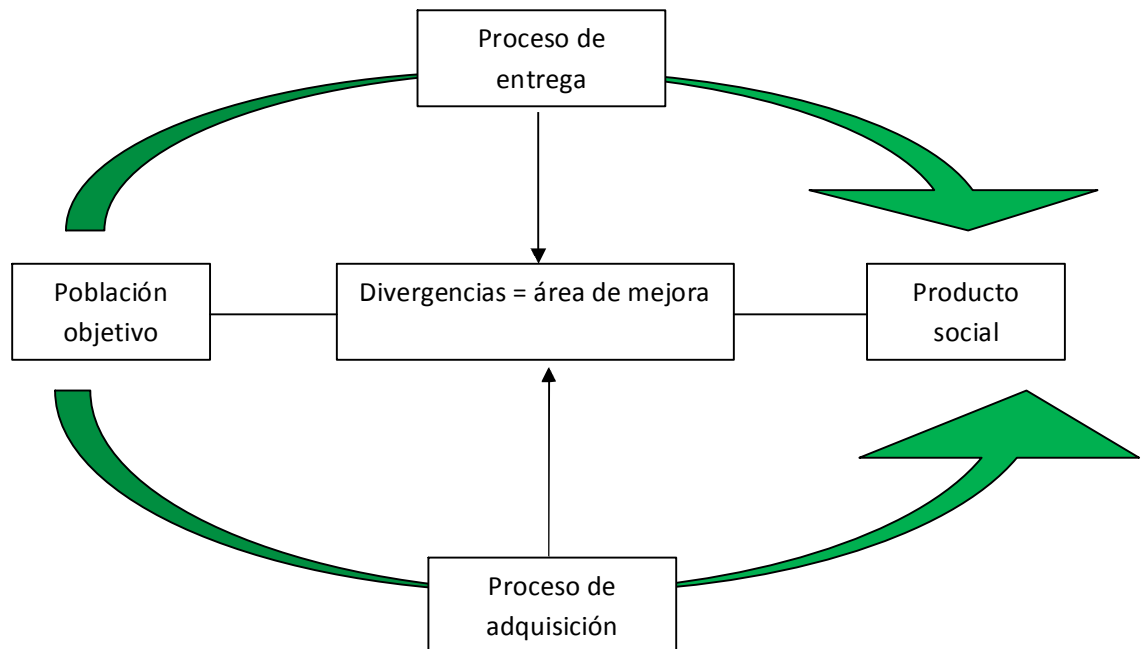 Proceso de
entrega
Población
objetivo
Divergencias = área de mejora
Producto
social
Proceso de
adquisición